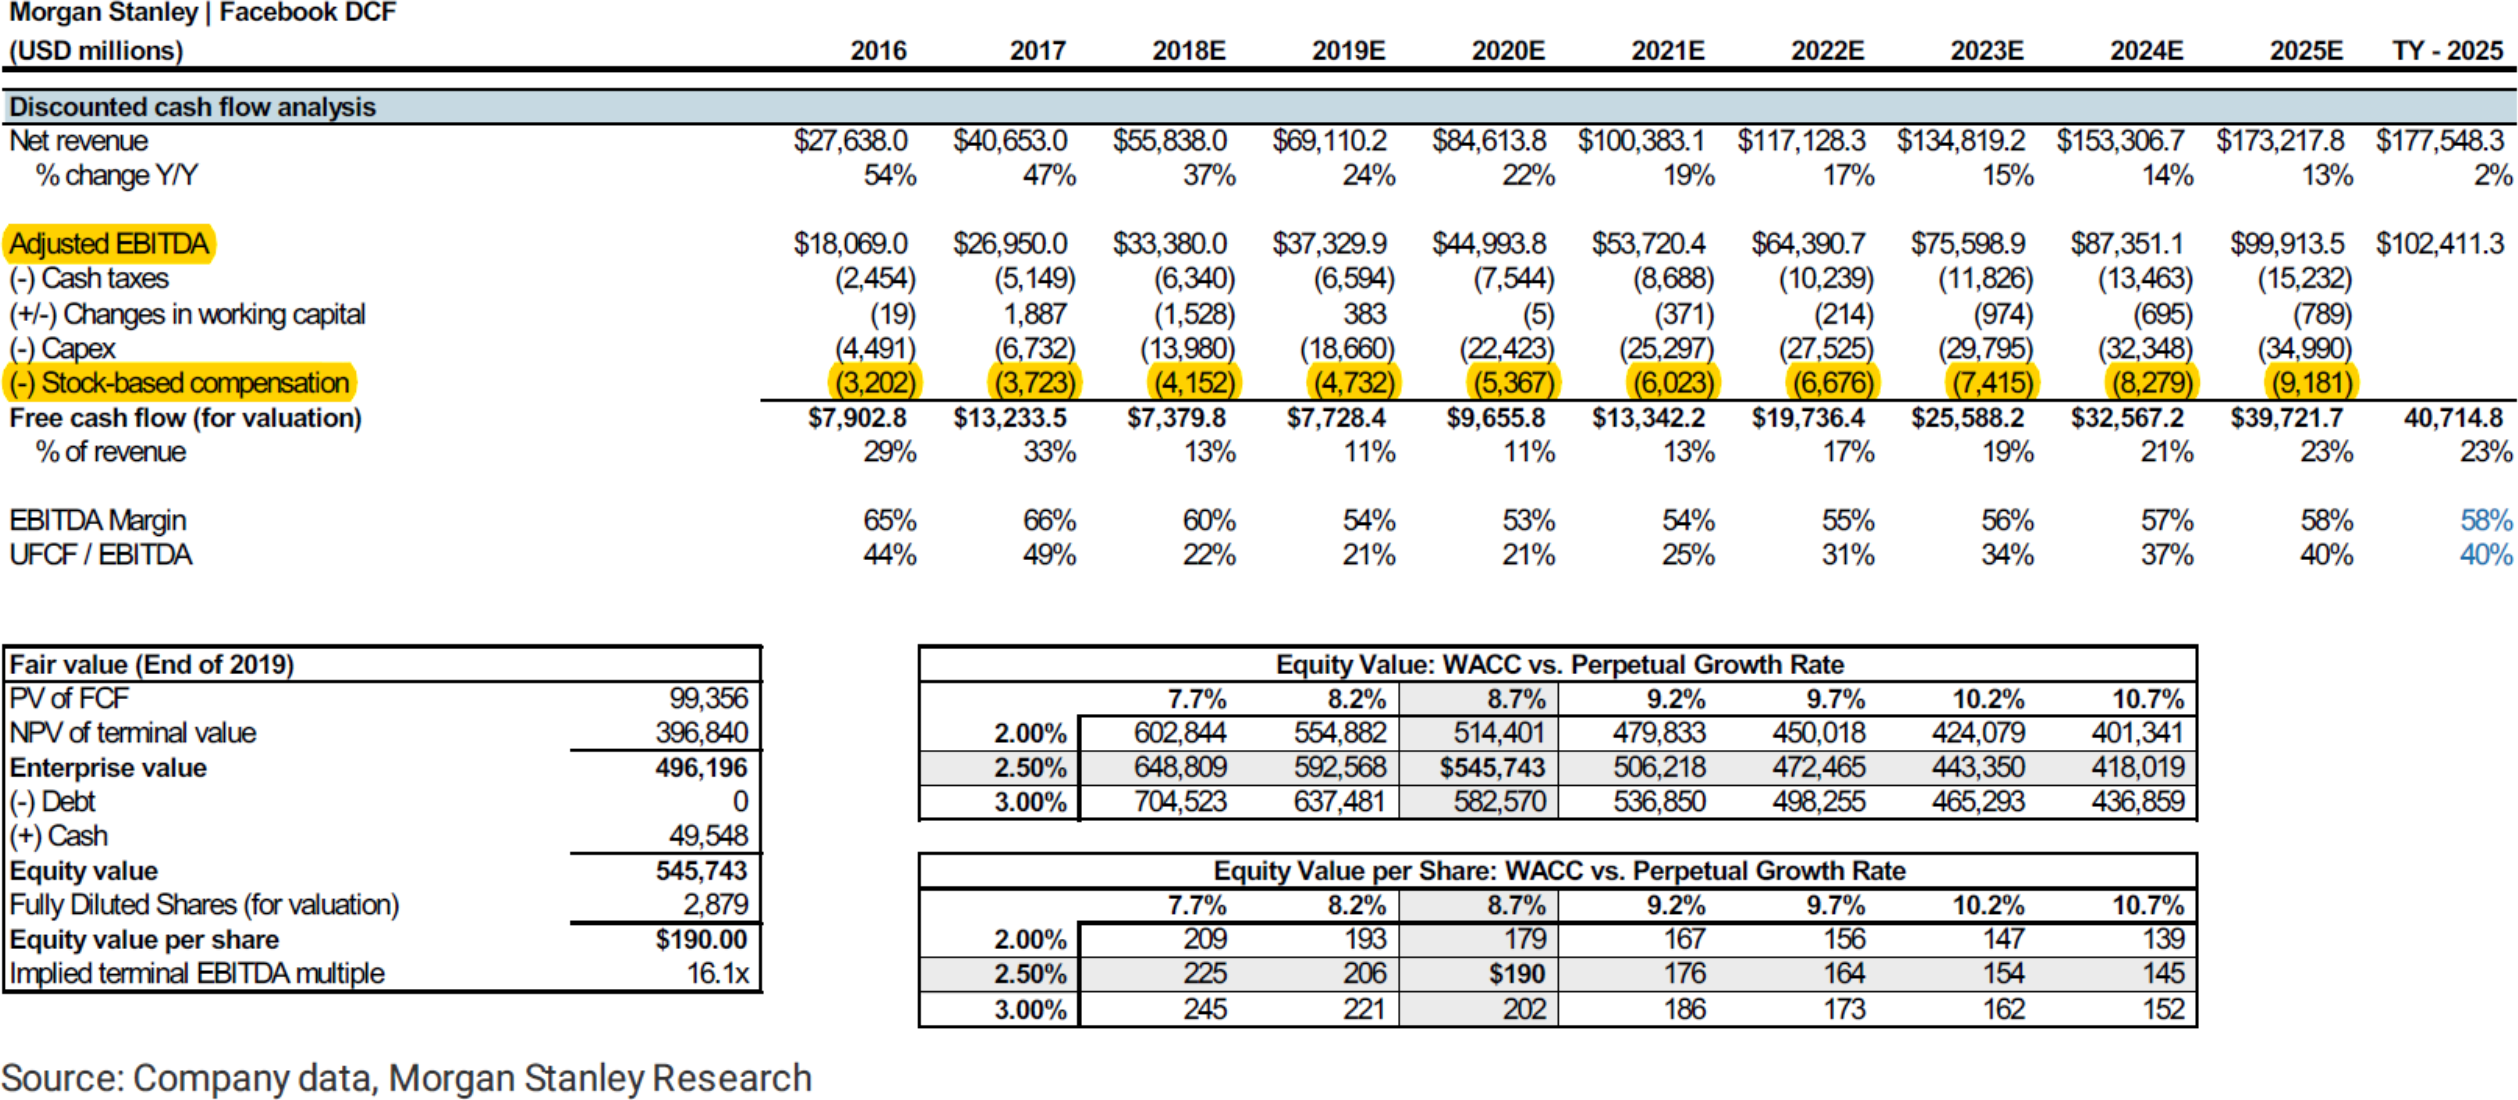 Morgan Stanley | Facebook DCF
(USD millions) 2016 2017 2018E 2019E 2020E 2021E 2022E 2023E 2024E 2025E TY - 2025
Discounted cash flow analysis
Net revenue $27,638.0 $40,653.0 $55,838.0 $69,110.2 $84,613.8 $100,383.1 $117,128.3 $134,819.2 $153,306.7 $173,217.8 $177,548.3
% change Y/Y 54% 47% 37% 24% 22% 19% 17% 15% 14% 13% 2%
Adjusted EBITDA $18,069.0 $26,950.0 $33,380.0 $37,329.9 $44,993.8 $53,720.4 $64,390.7 $75,598.9 $87,351.1 $99,913.5 $102,411.3
(-) Cash taxes (2,454) (5,149) (6,340) (6,594) (7,544) (8,688) (10,239) (11,826) (13,463) (15,232)
(+/-) Changes in working capital (19) 1,887 (1,528) 383 (5) (371) (214) (974) (695) (789)
(-) Capex (4,491) (6,732) (13,980) (18,660) (22,423) (25,297) (27,525) (29,795) (32,348) (34,990)
(-) Stock-based compensation (3,202) (3,723) (4,152) (4,732) (5,367) (6,023) (6,676) (7,415) (8,279) (9,181)
Free cash flow (for valuation) $7,902.8 $13,233.5 $7,379.8 $7,728.4 $9,655.8 $13,342.2 $19,736.4 $25,588.2 $32,567.2 $39,721.7 40,714.8
% of revenue 29% 33% 13% 11% 11% 13% 17% 19% 21% 23% 23%
EBITDA Margin 65% 66% 60% 54% 53% 54% 55% 56% 57% 58% 58%
UFCF / EBITDA 44% 49% 22% 21% 21% 25% 31% 34% 37% 40% 40%
Fair value (End of 2019)
PV of FCF 99,356
NPV of terminal value 396,840
Enterprise value 496,196
(-) Debt 0
(+) Cash 49,548
Equity value 545,743
Fully Diluted Shares (for valuation) 2,879
Equity value per share $190.00
Implied terminal EBITDA multiple 16.1x
Equity Value: WACC vs. Perpetual Growth Rate
7.7% 8.2% 8.7% 9.2% 9.7% 10.2% 10.7%
2.00% 602,844 554,882 514,401 479,833 450,018 424,079 401,341
2.50% 648,809 592,568 $545,743 506,218 472,465 443,350 418,019
3.00% 704,523 637,481 582,570 536,850 498,255 465,293 436,859
Equity Value per Share: WACC vs. Perpetual Growth Rate
7.7% 8.2% 8.7% 9.2% 9.7% 10.2% 10.7%
2.00% 209 193 179 167 156 147 139
2.50% 225 206 $190 176 164 154 145
3.00% 245 221 202 186 173 162 152
Source: Company data, Morgan Stanley Research